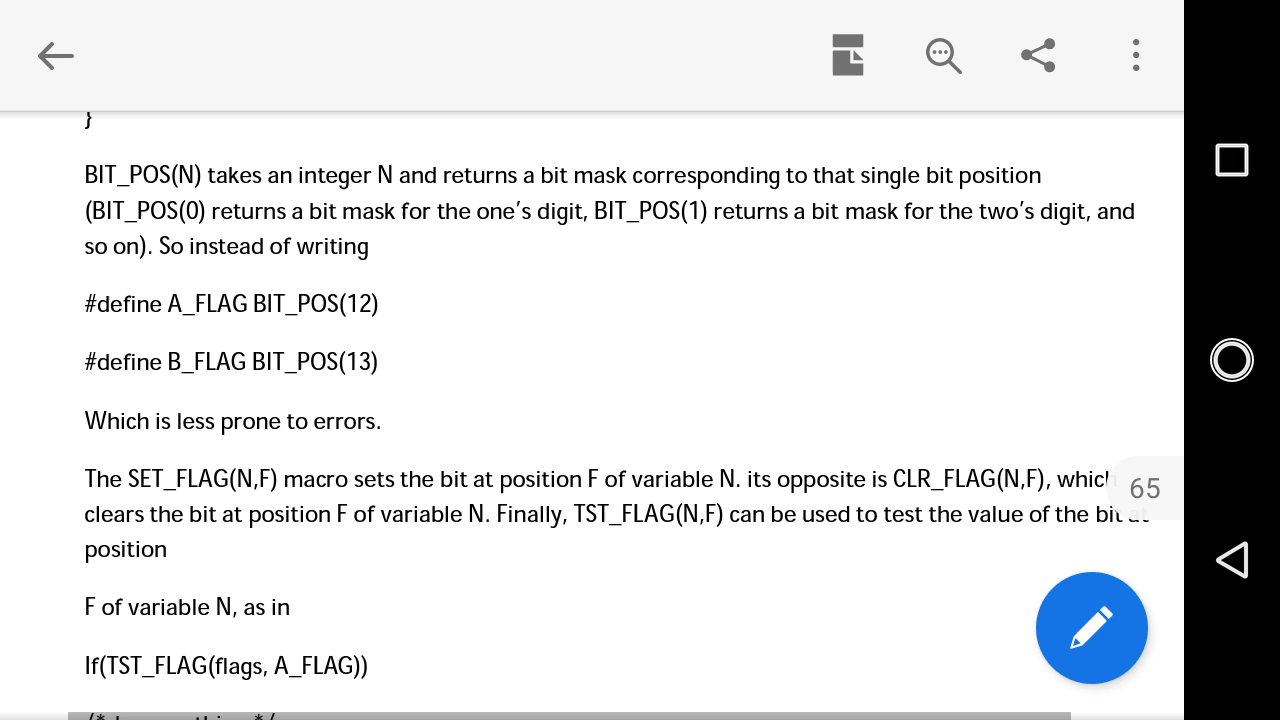 }
BIT_POS(N) takes an integer N and returns a bit mask corresponding to that single bit position
(BIT_POS(0) returns a bit mask for the one’s digit, BIT_POS(1) returns a bit mask for the two’s digit, and
so on). So instead of writing
#define A_FLAG BIT_POS(12)
#define B_FLAG BIT_POS(13)
Which is less prone to errors.
The SET_FLAG(N,F) macro sets the bit at position F of variable N. its opposite is CLR_FLAG(N,F), which
65
clears the bit at position F of variable N. Finally, TST_FLAG(N,F) can be used to test the value of the bit at
position
F of variable N, as in
If(TST_FLAG(flags, A_FLAG))